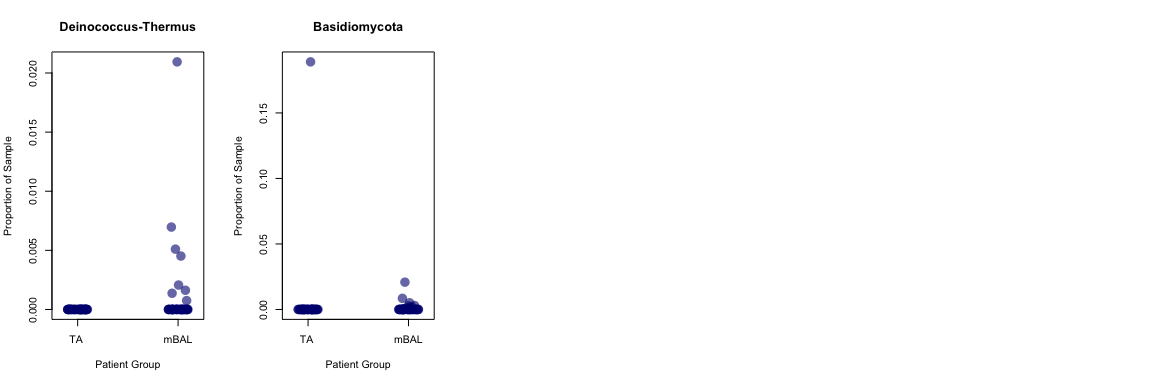 Deinococcus-Thermus
Proportion of Sample
0.020
0.015
0.010
0.005
0.000
TA mBAL
Patient Group
Basidiomycota
Proportion of Sample
0.15
0.10
0.05
0.00
TA mBAL
Patient Group